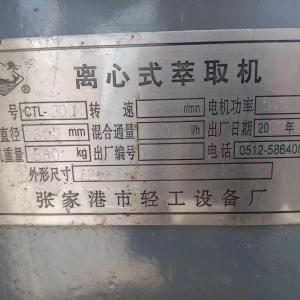 离心式萃取机
号 CTL- 转速 r/min 电机功率
直径 mm 混合通量 l/h 出厂日期 20
重量 kg 出厂编号 电话 0512-586408
外形尺寸
张家港市轻工设备厂